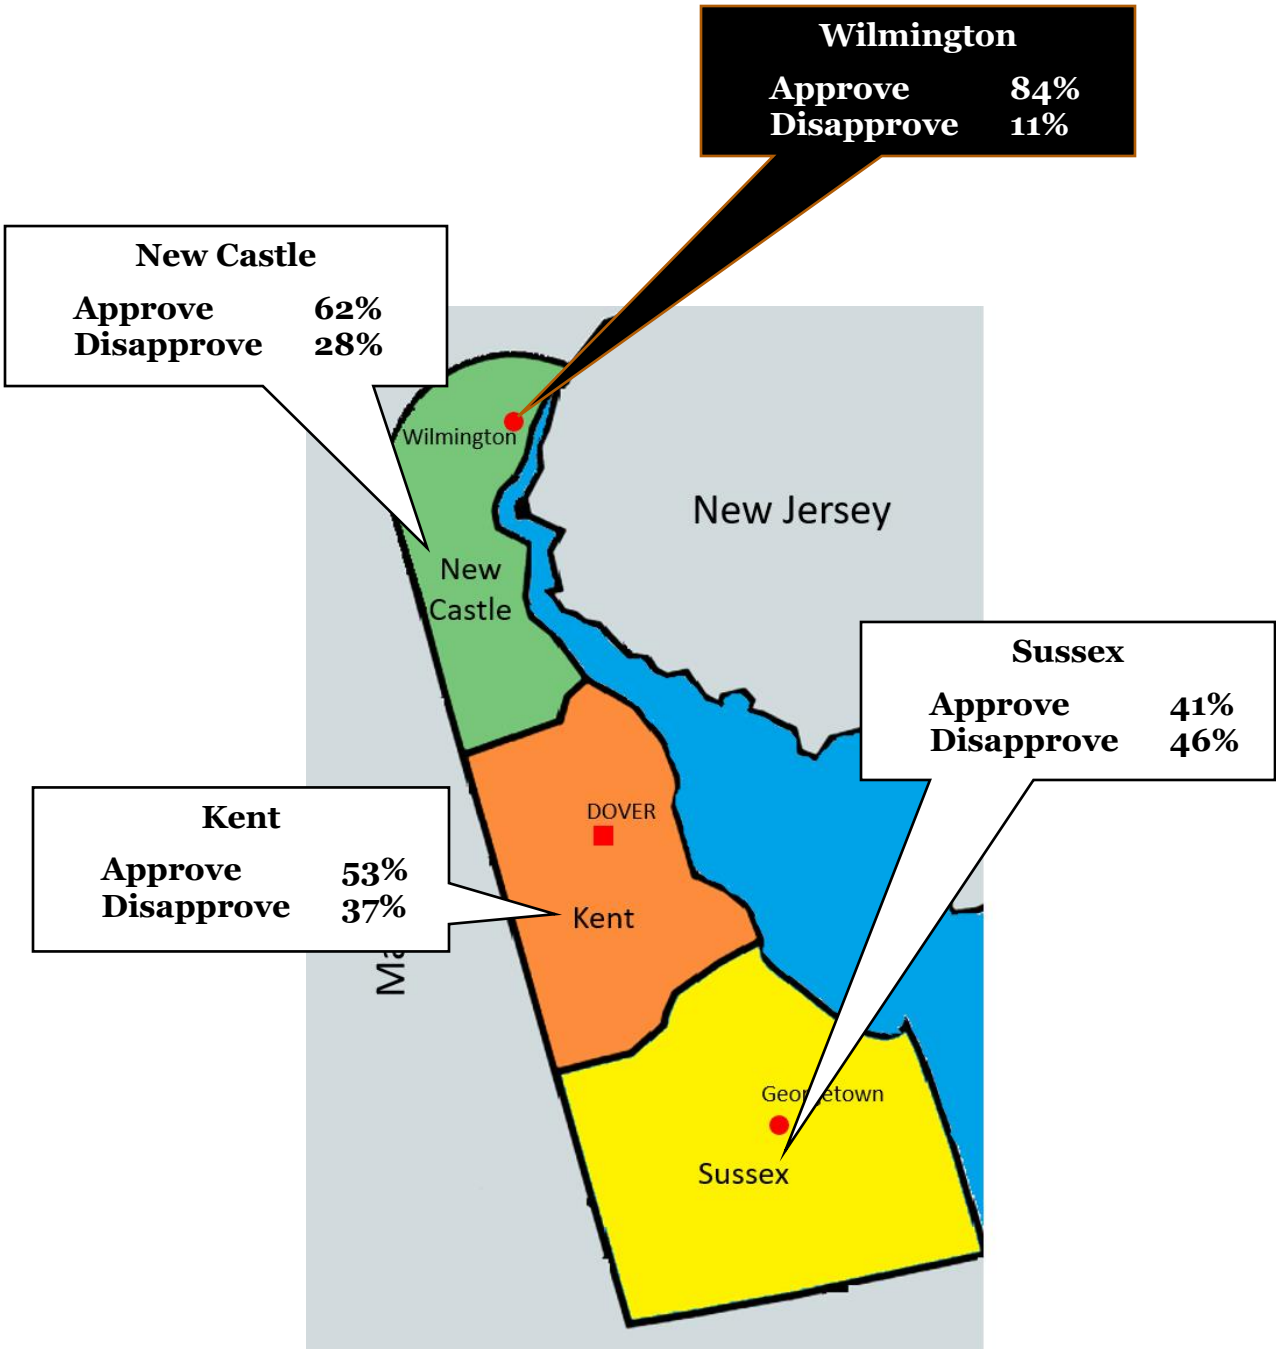 Wilmington
Approve 84%
Disapprove 11%
New Castle
Approve 62%
Disapprove 28%
Wilmington
New Jersey
New
Castle
Sussex
Approve 41%
Disapprove 46%
Kent
Approve 53%
Disapprove 37%
DOVER
Kent
Georgetown
Sussex